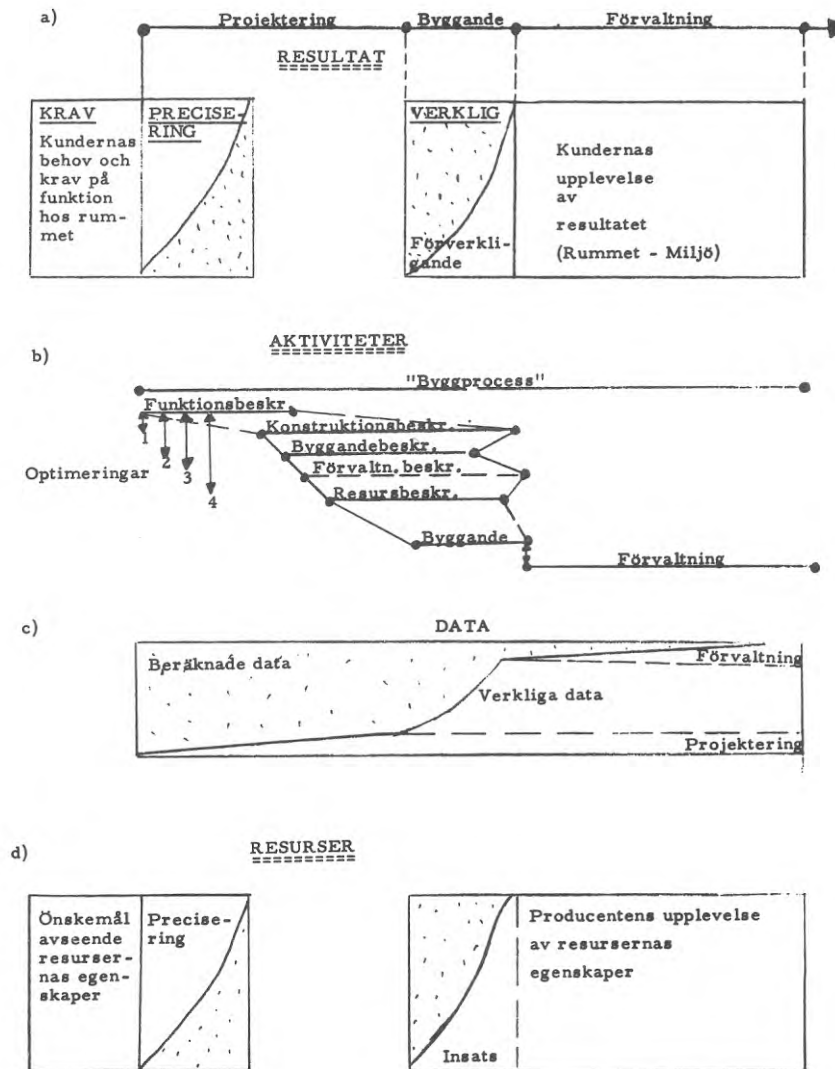 a)
Projektering Byggande Förvaltning
RESULTAT
KRAV
Kundernas
behov och
krav på
funktion
hos rum-
met
PRECISE-
RING
VERKLIG
Förverkli-
gande
Kundernas
upplevelse
av
resultatet
(Rummet - Miljö)
b)
AKTIVITETER
"Byggprocess"
Funktionsbeskr.
Konstruktionsbeskr.
Byggandebeskr.
Förvaltn. beskr.
Resursbeskr.
Byggande
Förvaltning
Optimeringar
1
2
3
4
c)
DATA
Beräknade data
Förvaltning
Verkliga data
Projektering
d)
RESURSER
Önskemål
avseende
resurser-
nas egen-
skaper
Precise-
ring
Insats
Producentens upplevelse
av resursernas
egenskaper